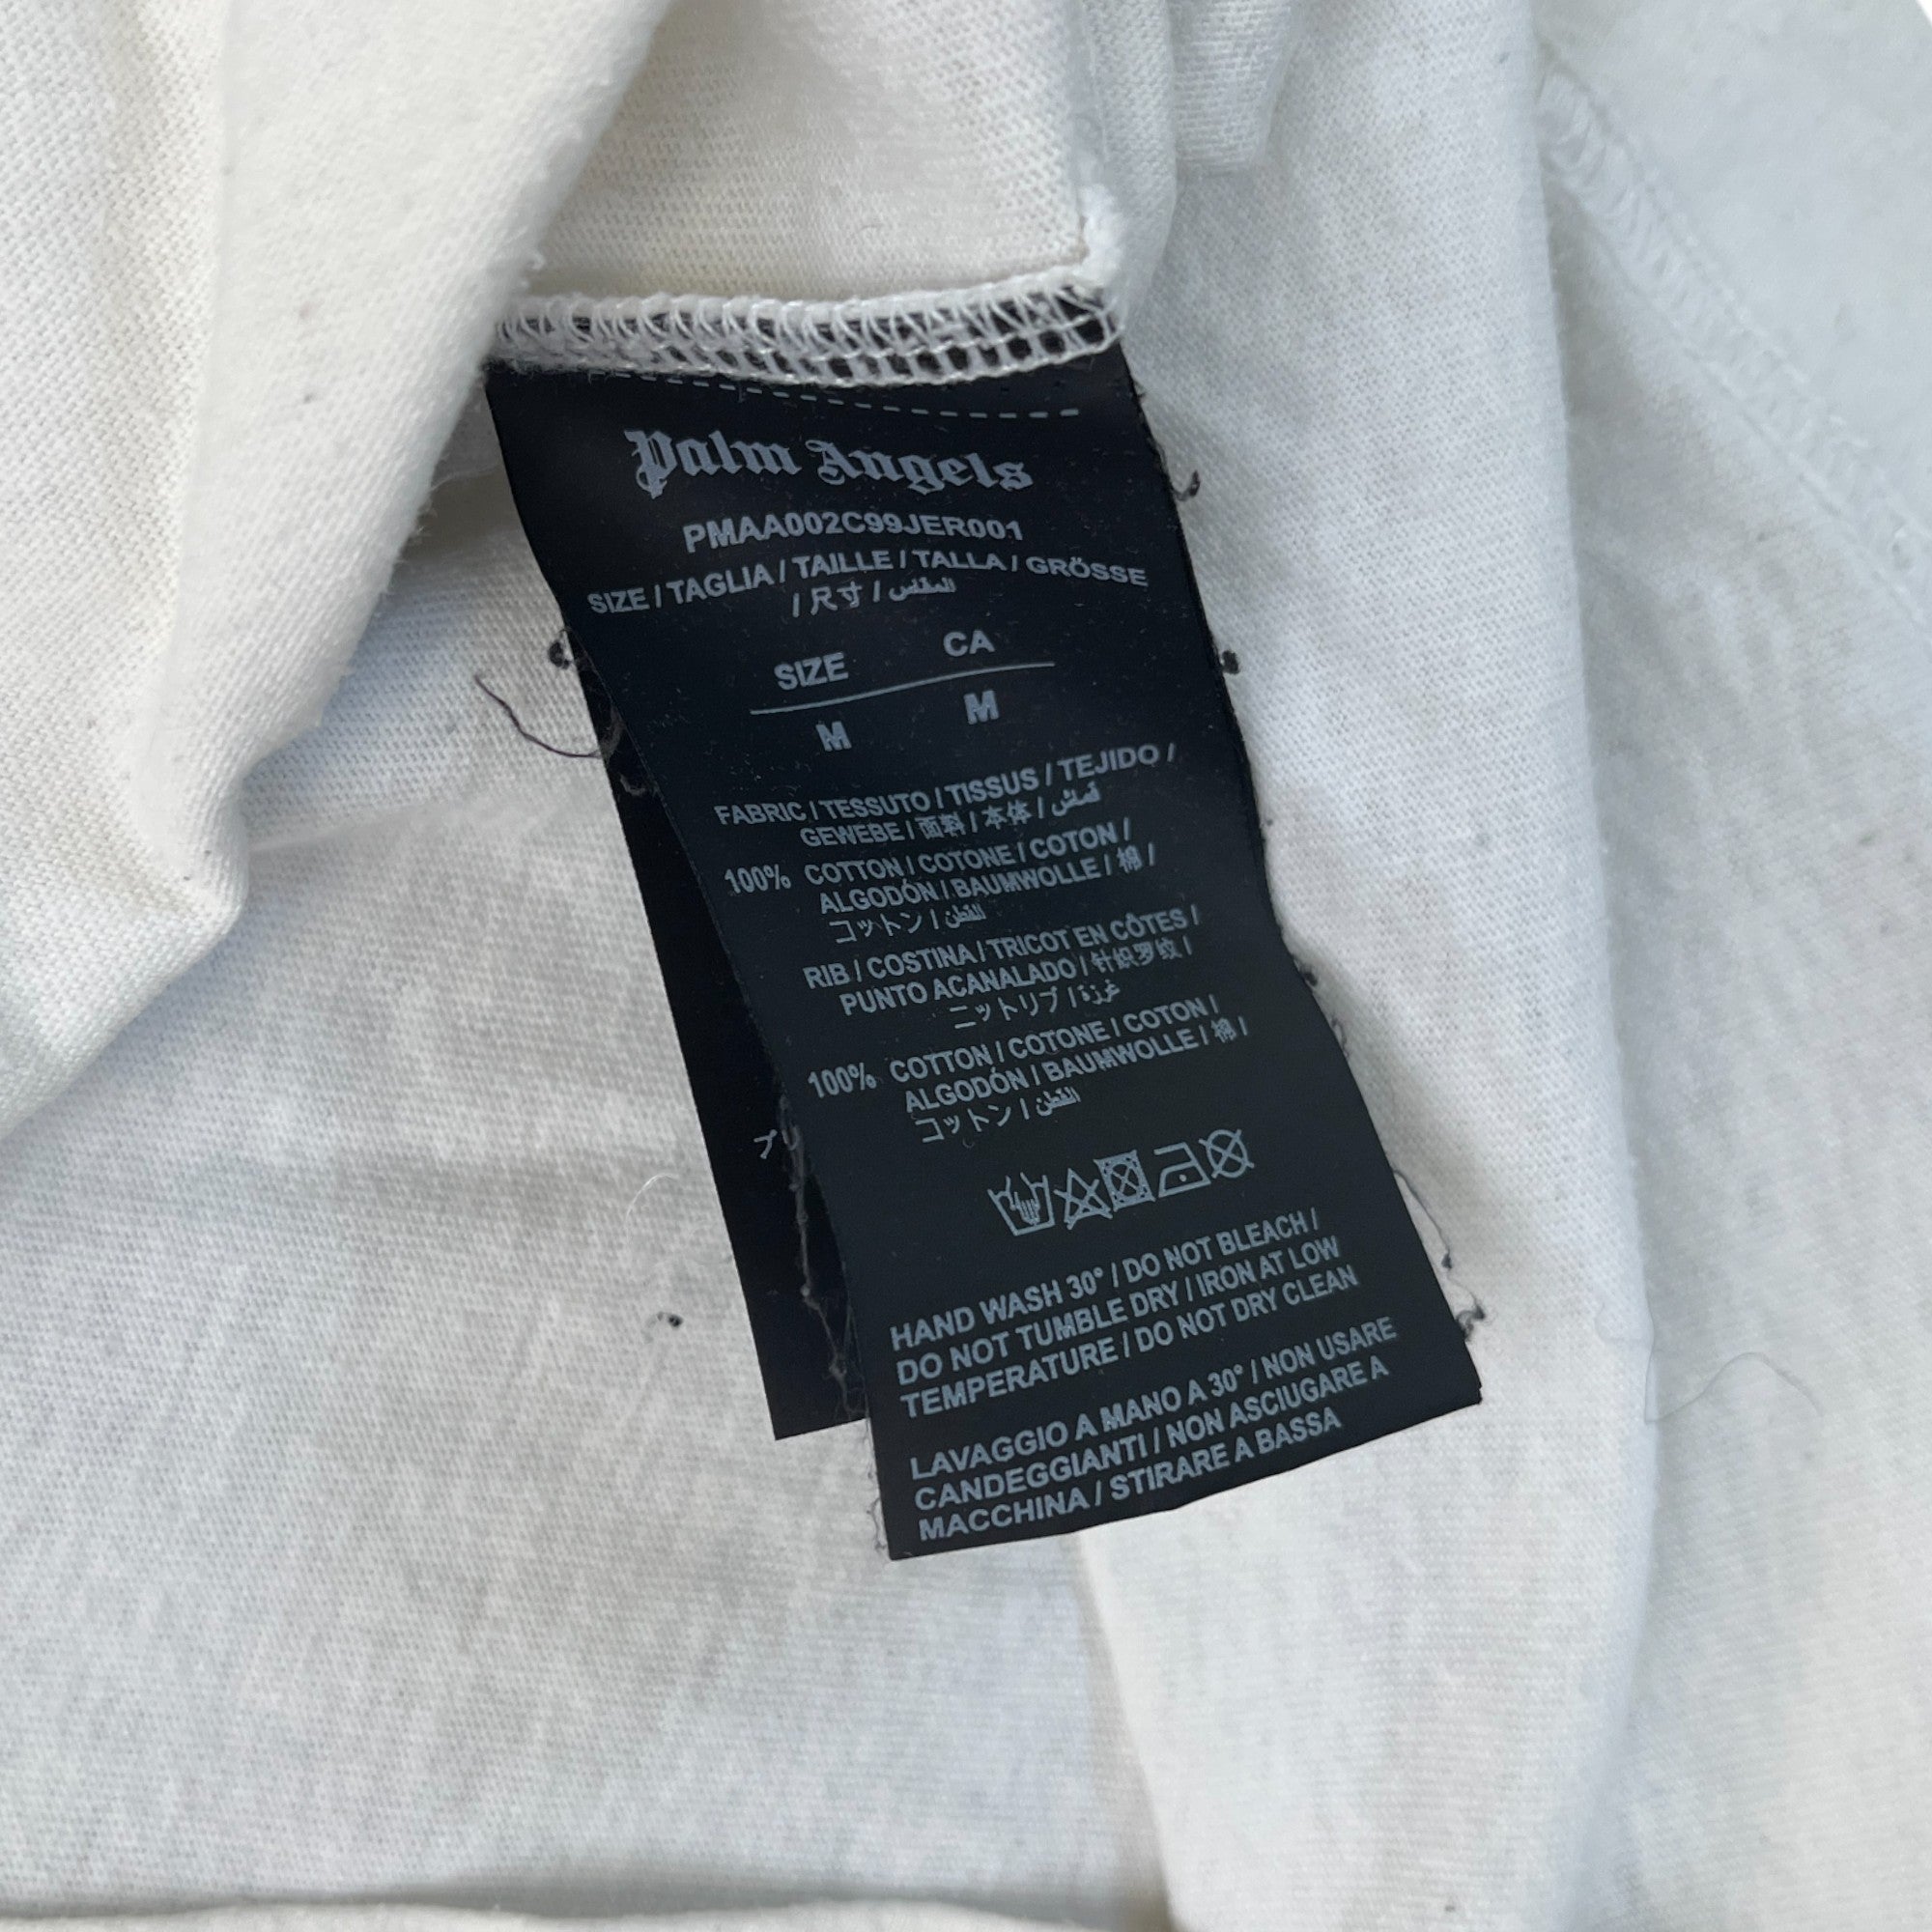 Palm Angels
PMAA002C99JER001
SIZE / TAGLIA / TAILLE / TALLA / GRÖSSE
/ 尺寸 / المقاس
SIZE CA
M M
FABRIC / TESSUTO / TISSUS / TEJIDO /
GEWEBE / 面料 / 本体 / قماش
100% COTTON / COTONE / COTON /
ALGODÓN / BAUMWOLLE / 棉 /
コットン / القطن
RIB / COSTINA / TRICOT EN CÔTES /
PUNTO ACANALADO / 针织罗纹 /
ニットリブ / غرزة
100% COTTON / COTONE / COTON /
ALGODÓN / BAUMWOLLE / 棉 /
コットン / القطن
HAND WASH 30° / DO NOT BLEACH /
DO NOT TUMBLE DRY / IRON AT LOW
TEMPERATURE / DO NOT DRY CLEAN
LAVAGGIO A MANO A 30° / NON USARE
CANDEGGIANTI / NON ASCIUGARE A
MACCHINA / STIRARE A BASSA